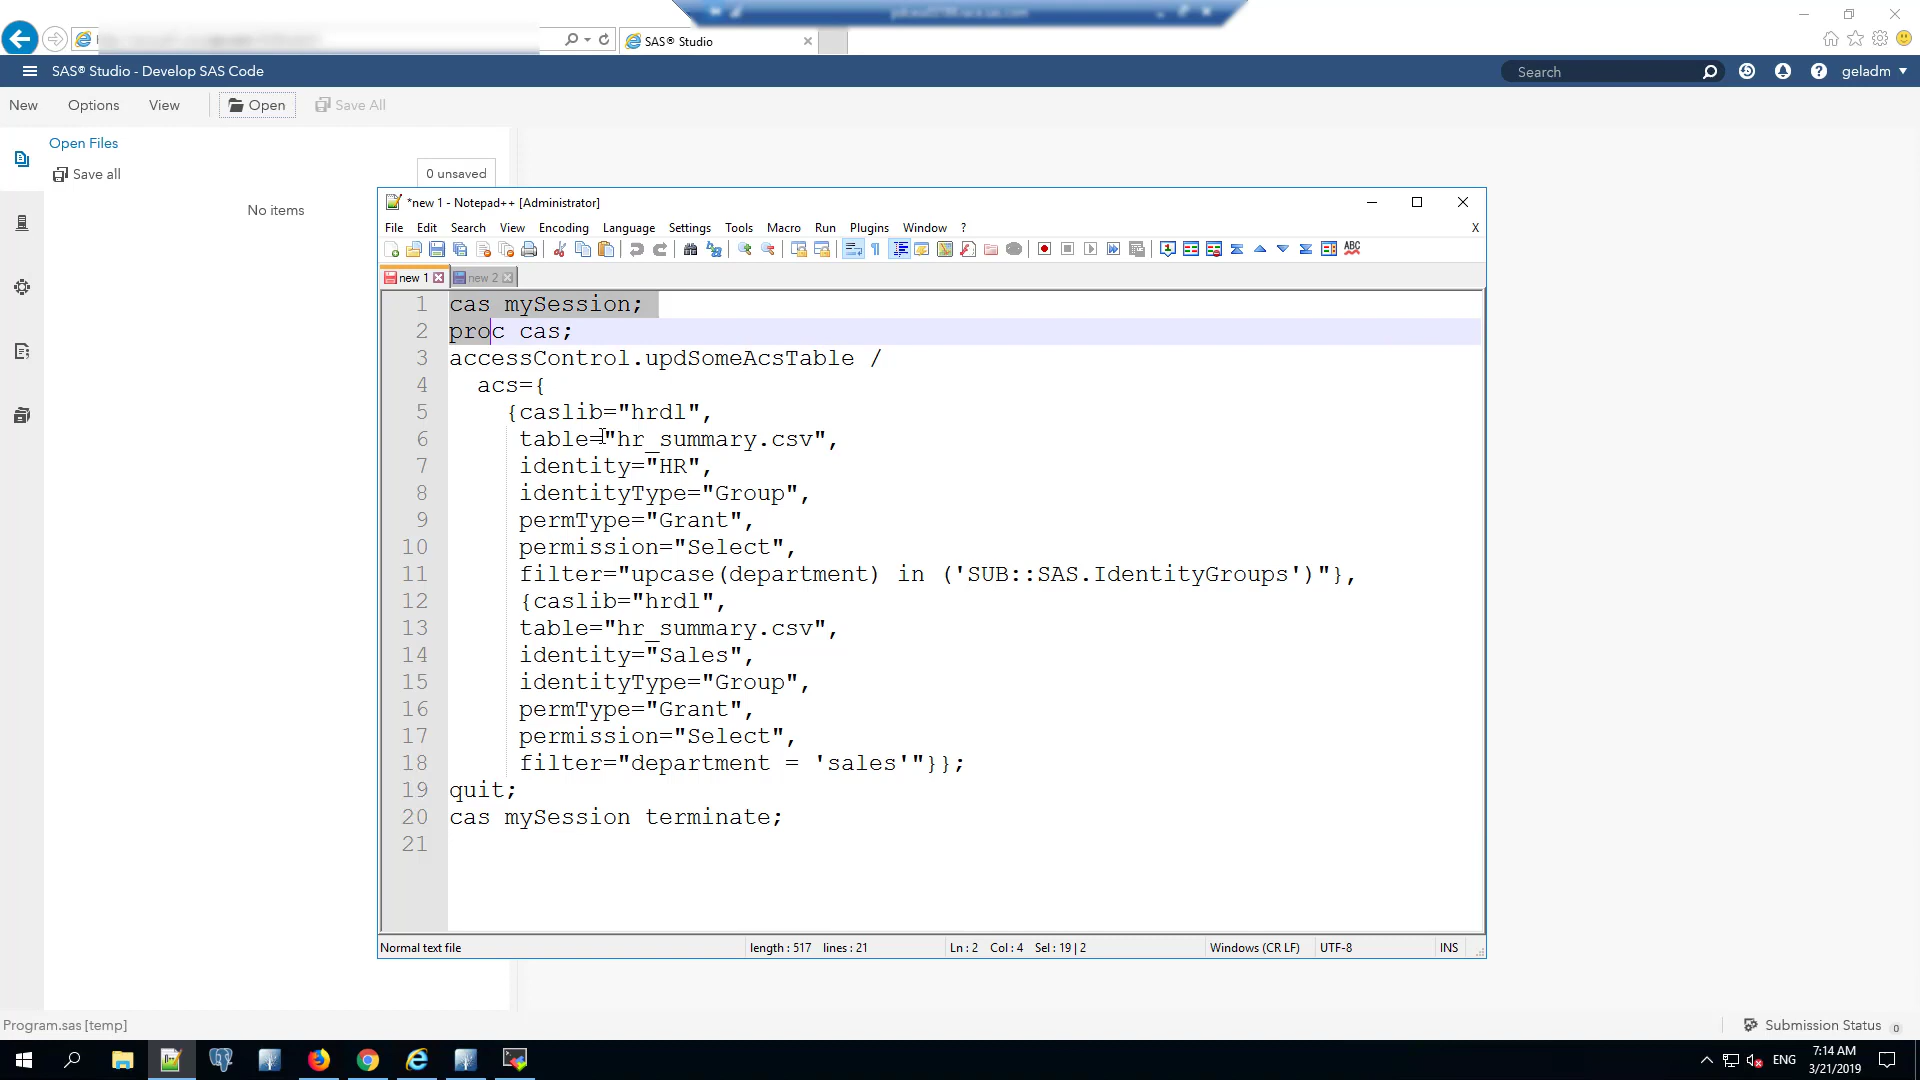 SAS® Studio
SAS® Studio - Develop SAS Code
Search
geladm
New Options View Open Save All
Open Files
Save all
0 unsaved
No items
*new 1 - Notepad++ [Administrator]
File Edit Search View Encoding Language Settings Tools Macro Run Plugins Window ? X
ABC
new 1 new 2
1 cas mySession;
2 proc cas;
3 accessControl.updSomeAcsTable /
4 acs={
5 {caslib="hrdl",
6 table="hr_summary.csv",
7 identity="HR",
8 identityType="Group",
9 permType="Grant",
10 permission="Select",
11 filter="upcase(department) in ('SUB::SAS.IdentityGroups')"},
12 {caslib="hrdl",
13 table="hr_summary.csv",
14 identity="Sales",
15 identityType="Group",
16 permType="Grant",
17 permission="Select",
18 filter="department = 'sales'"}};
19 quit;
20 cas mySession terminate;
21
Normal text file length : 517 lines : 21 Ln : 2 Col : 4 Sel : 19 | 2 Windows (CR LF) UTF-8 INS
Program.sas [temp]
Submission Status 0
ENG
7:14 AM
3/21/2019